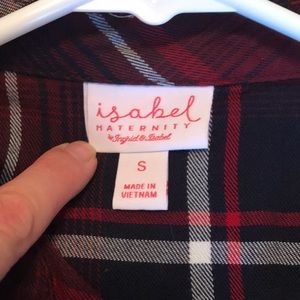 isabel
MATERNITY
by Ingrid & Isabel
S
MADE IN
VIETNAM